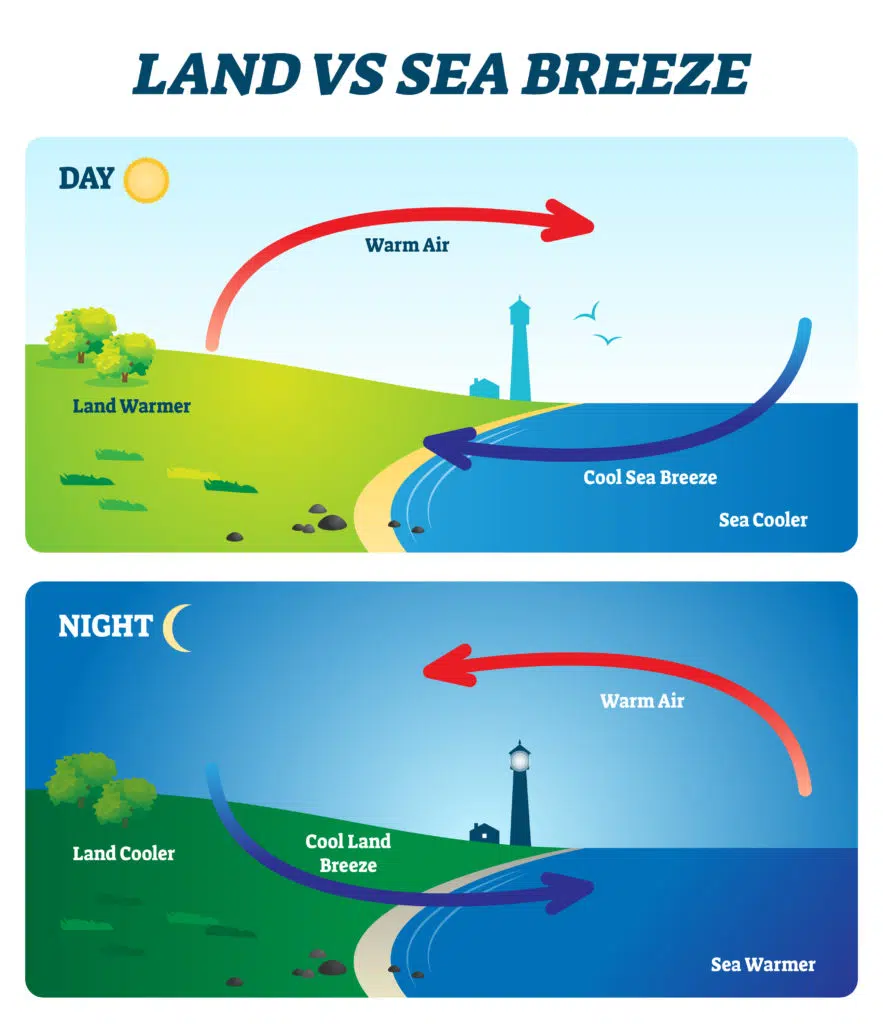 LAND VS SEA BREEZE
DAY
Warm Air
Land Warmer
Cool Sea Breeze
Sea Cooler
NIGHT
Warm Air
Cool Land
Breeze
Land Cooler
Sea Warmer